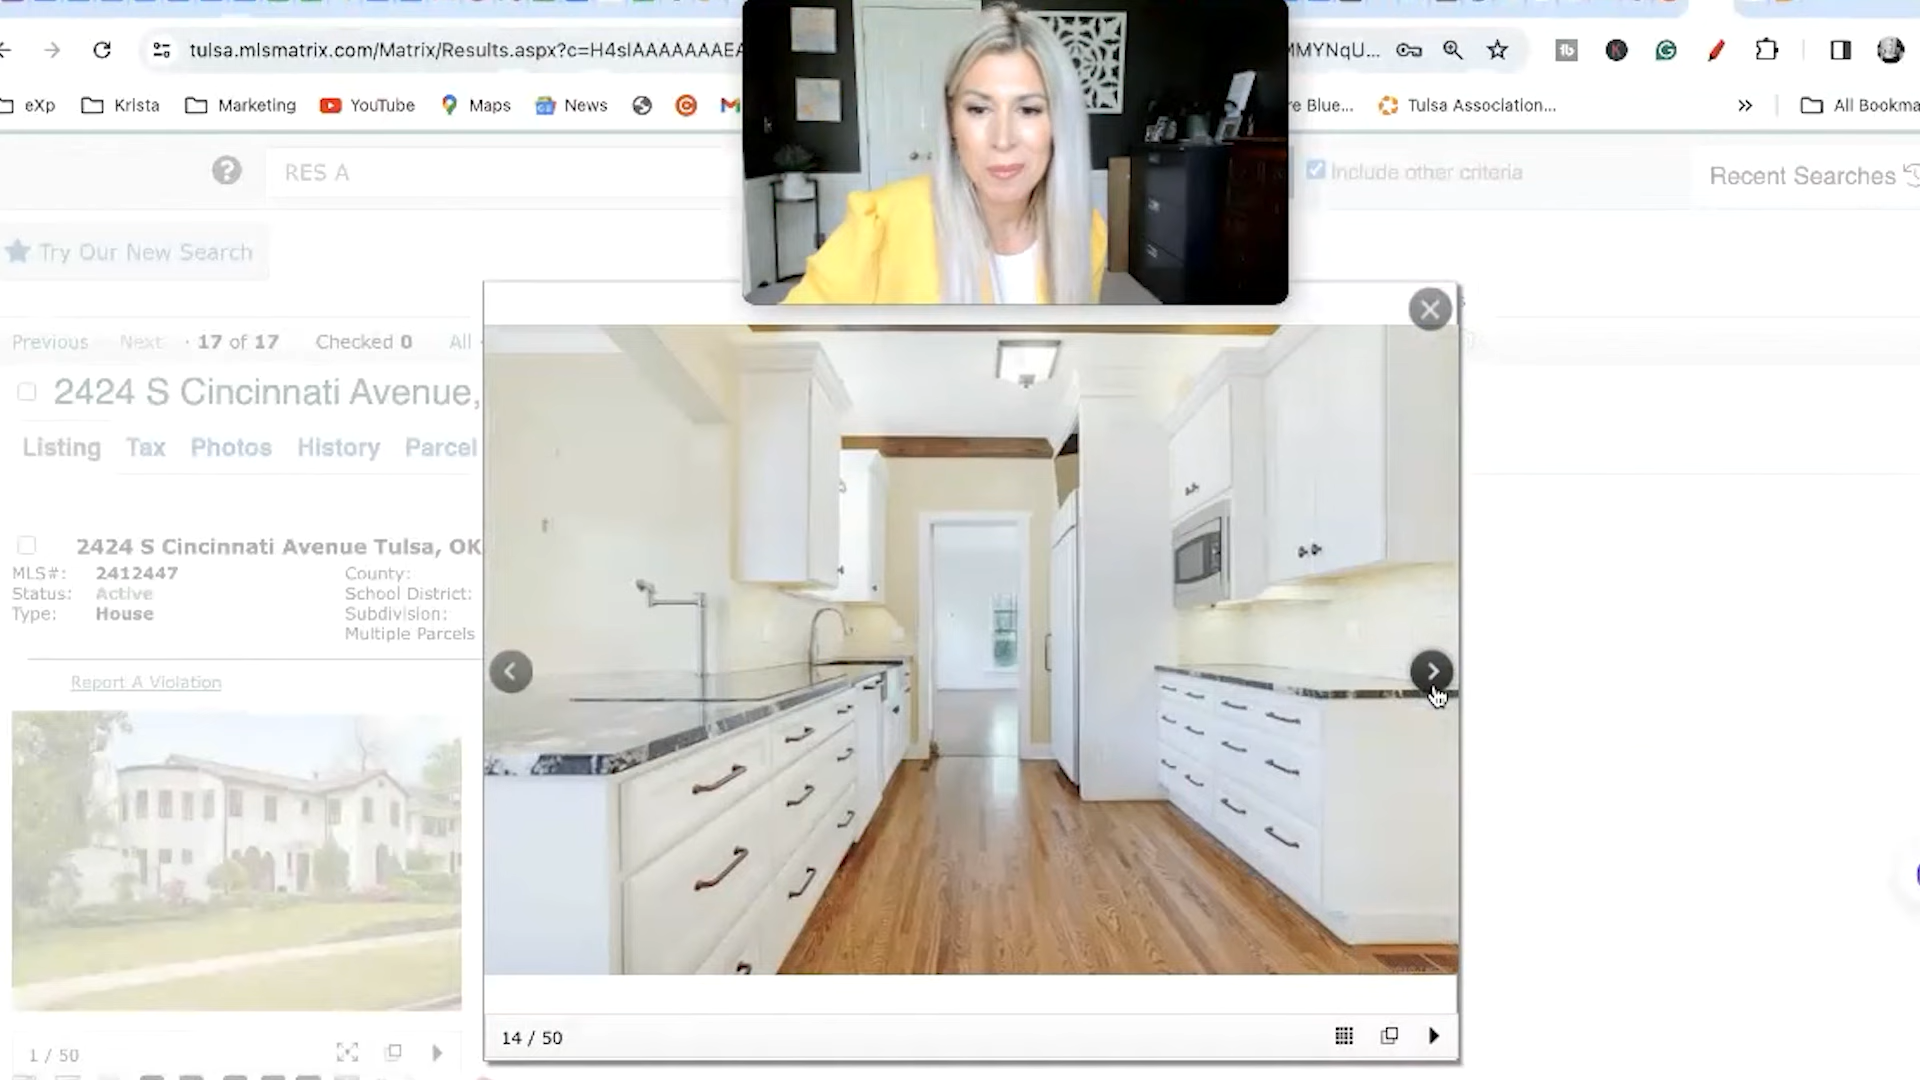 tulsa.mlsmatrix.com/Matrix/Results.aspx?c=H4sIAAAAAAAEA
MMYNqU...
eXp
Krista
Marketing
YouTube
Maps
News
re Blue...
Tulsa Association...
»
All Bookma
RES A
Include other criteria
Recent Searches
Try Our New Search
Previous Next · 17 of 17 Checked 0 All ·
2424 S Cincinnati Avenue,
Listing Tax Photos History Parcel
2424 S Cincinnati Avenue Tulsa, OK
MLS#: 2412447 County:
Status: Active School District:
Type: House Subdivision:
Multiple Parcels
Report A Violation
14 / 50
1 / 50